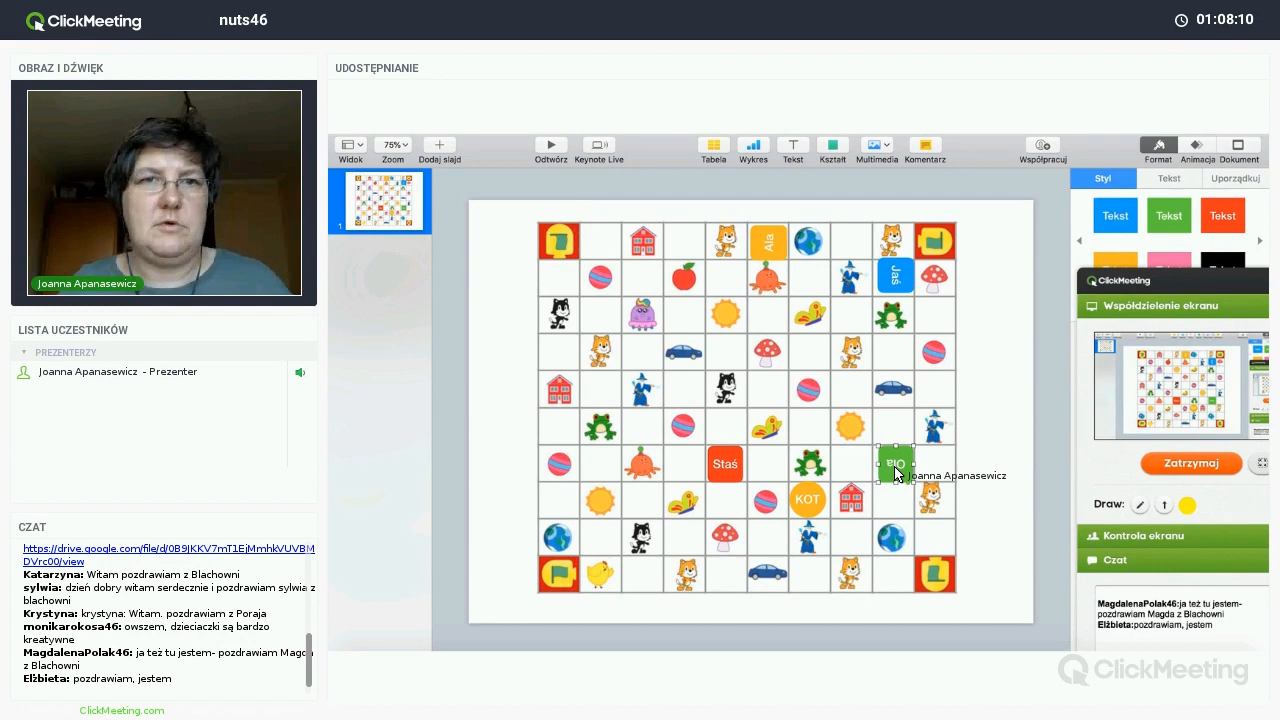 ClickMeeting
nuts46
01:08:10
OBRAZ I DŹWIĘK
Joanna Apanasewicz
LISTA UCZESTNIKÓW
PREZENTERZY
Joanna Apanasewicz - Prezenter
CZAT
https://drive.google.com/file/d/0B9JKKV7mT1EjMmhkVUVBM
DVrc00/view
Katarzyna: Witam pozdrawiam z Blachowni
sylwia: dzień dobry witam serdecznie i pozdrawiam sylwia z
blachowni
Krystyna: krystyna: Witam. pozdrawiam z Poraja
monikarokosa46: owszem, dzieciaczki są bardzo
kreatywne
MagdalenaPolak46: ja też tu jestem- pozdrawiam Magda
z Blachowni
Elżbieta: pozdrawiam, jestem
ClickMeeting.com
UDOSTĘPNIANIE
Widok
75%
Zoom
Dodaj slajd
Odtwórz
Keynote Live
Tabela
Wykres
Tekst
Kształt
Multimedia
Komentarz
Współpracuj
Format
Animacja
Dokument
1
Ala
Jaś
Staś
Ola
KOT
Joanna Apanasewicz
Styl
Tekst
Uporządkuj
Tekst
Tekst
Tekst
ClickMeeting
Współdzielenie ekranu
Zatrzymaj
Draw:
Kontrola ekranu
Czat
MagdalenaPolak46:ja też tu jestem-
pozdrawiam Magda z Blachowni
Elżbieta:pozdrawiam, jestem
ClickMeeting